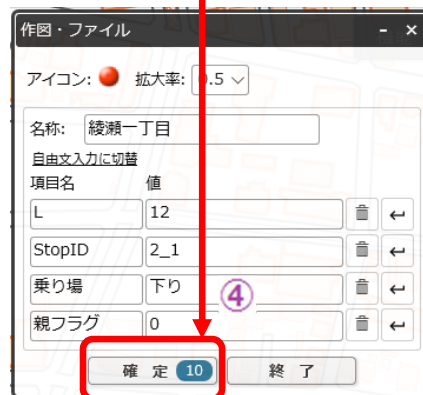 作図・ファイル - ×
アイコン: 拡大率: 0.5
名称: 綾瀬一丁目
自由文入力に切替
項目名 値
L 12
StopID 2_1
乗り場 下り
④
親フラグ 0
確 定 10 終 了